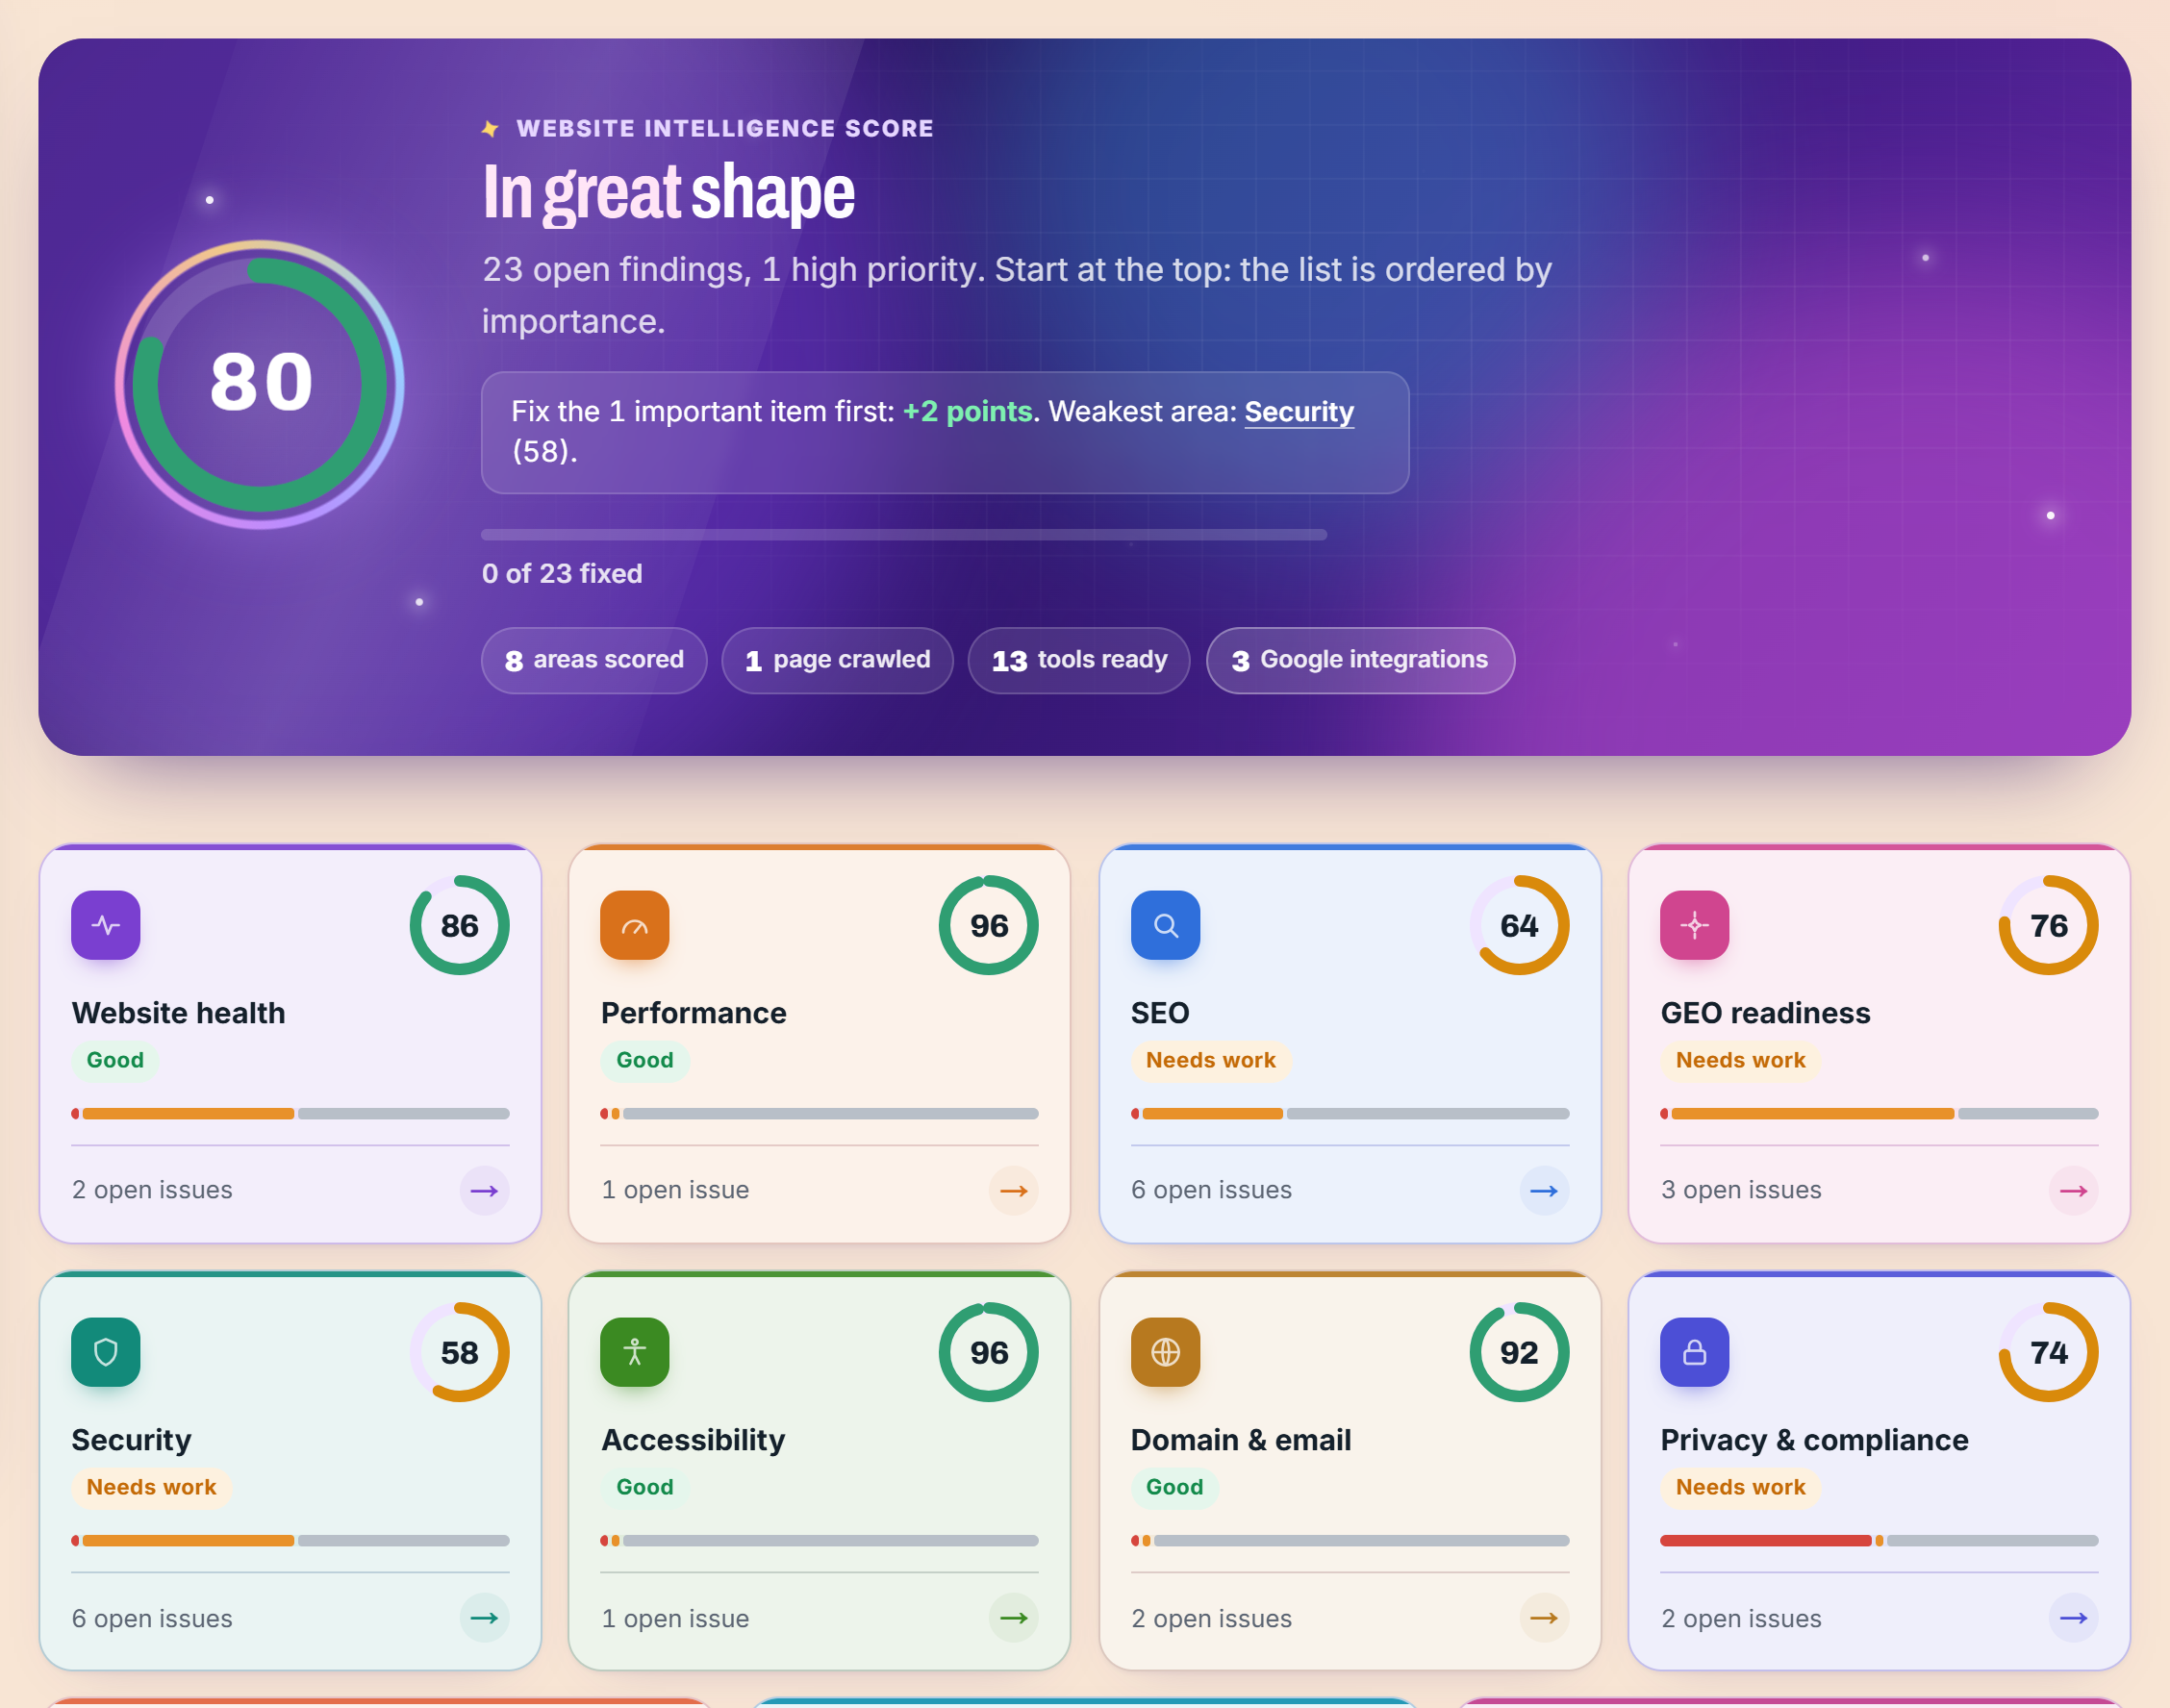 WEBSITE INTELLIGENCE SCORE
In great shape
23 open findings, 1 high priority. Start at the top: the list is ordered by
importance.
80
Fix the 1 important item first: +2 points. Weakest area: Security
(58).
0 of 23 fixed
8 areas scored
1 page crawled
13 tools ready
3 Google integrations
86
Website health
Good
2 open issues
96
Performance
Good
1 open issue
64
SEO
Needs work
6 open issues
76
GEO readiness
Needs work
3 open issues
58
Security
Needs work
6 open issues
96
Accessibility
Good
1 open issue
92
Domain & email
Good
2 open issues
74
Privacy & compliance
Needs work
2 open issues